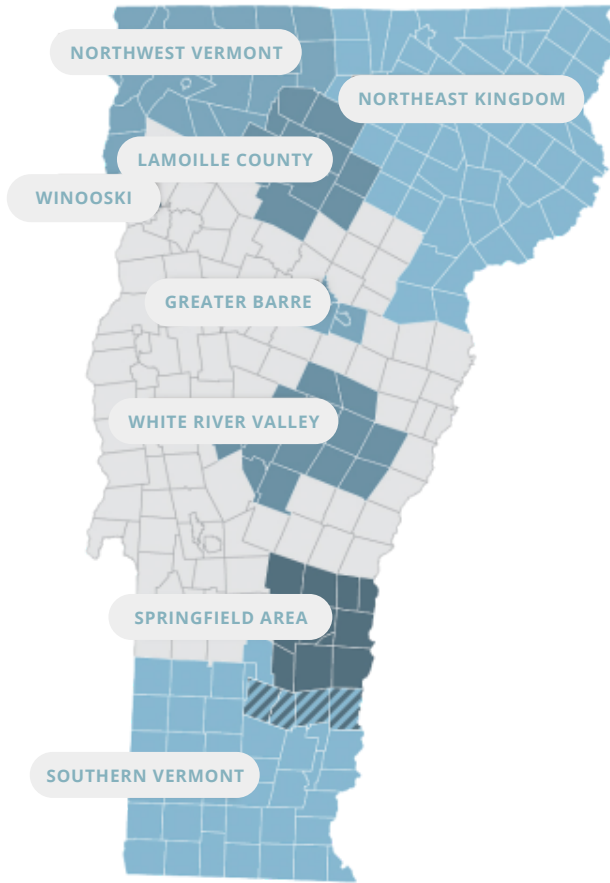 NORTHWEST VERMONT
NORTHEAST KINGDOM
LAMOILLE COUNTY
WINOOSKI
GREATER BARRE
WHITE RIVER VALLEY
SPRINGFIELD AREA
SOUTHERN VERMONT